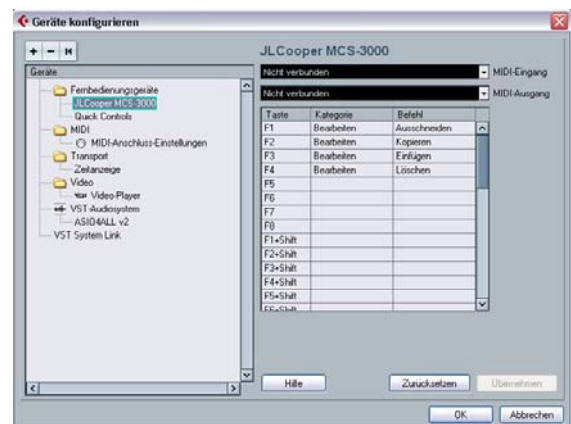 Geräte konfigurieren
+ - |◄
JLCooper MCS-3000
Geräte
Fernbedienungsgeräte
JLCooper MCS-3000
Quick Controls
MIDI
MIDI-Anschluss-Einstellungen
Transport
Zeitanzeige
Video
Video-Player
VST-Audiosystem
ASIO4ALL v2
VST System Link
Nicht verbunden MIDI-Eingang
Nicht verbunden MIDI-Ausgang
Taste Kategorie Befehl
F1 Bearbeiten Ausschneiden
F2 Bearbeiten Kopieren
F3 Bearbeiten Einfügen
F4 Bearbeiten Löschen
F5
F6
F7
F8
F1+Shift
F2+Shift
F3+Shift
F4+Shift
F5+Shift
F6+Shift
Hilfe Zurücksetzen Übernehmen
OK Abbrechen